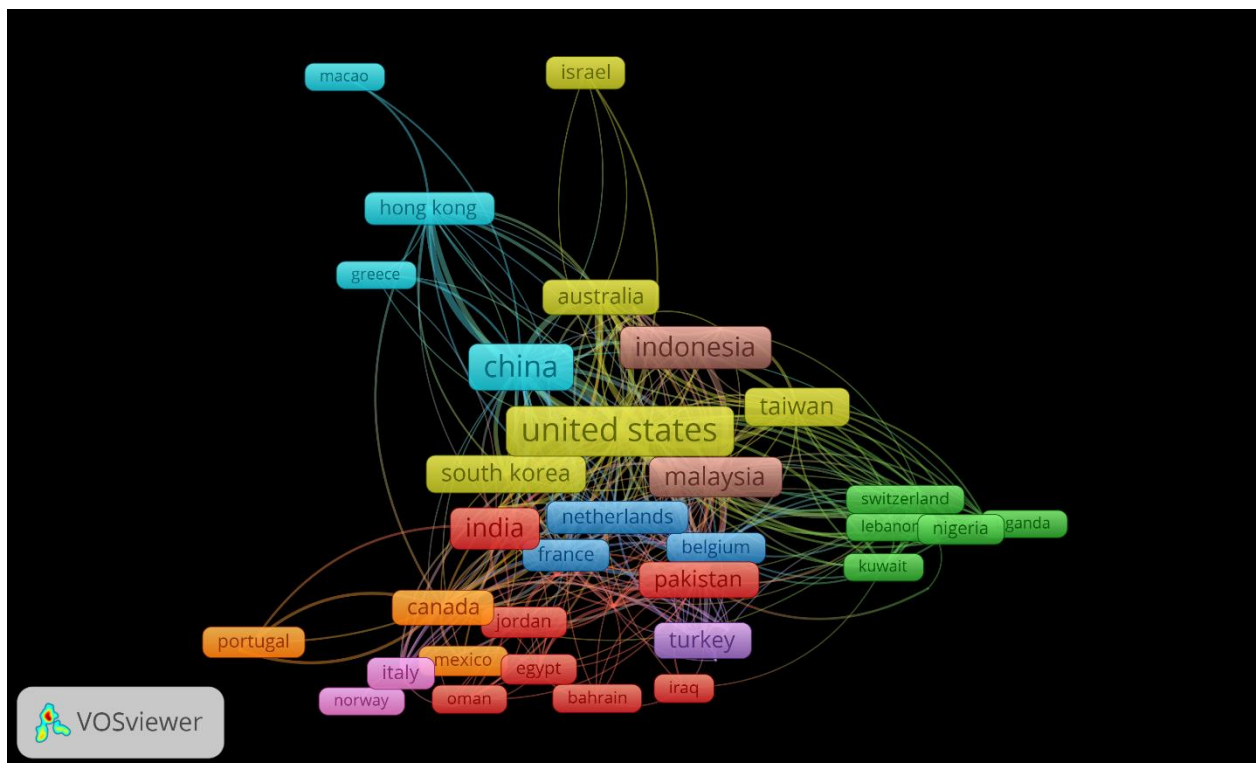 macao
israel
hong kong
greece
australia
indonesia
china
taiwan
united states
south korea
malaysia
switzerland
netherlands
india
lebanon
nigeria
france
belgium
kuwait
pakistan
canada
jordan
portugal
turkey
mexico
italy
egypt
norway
oman
bahrain
iraq
VOSviewer